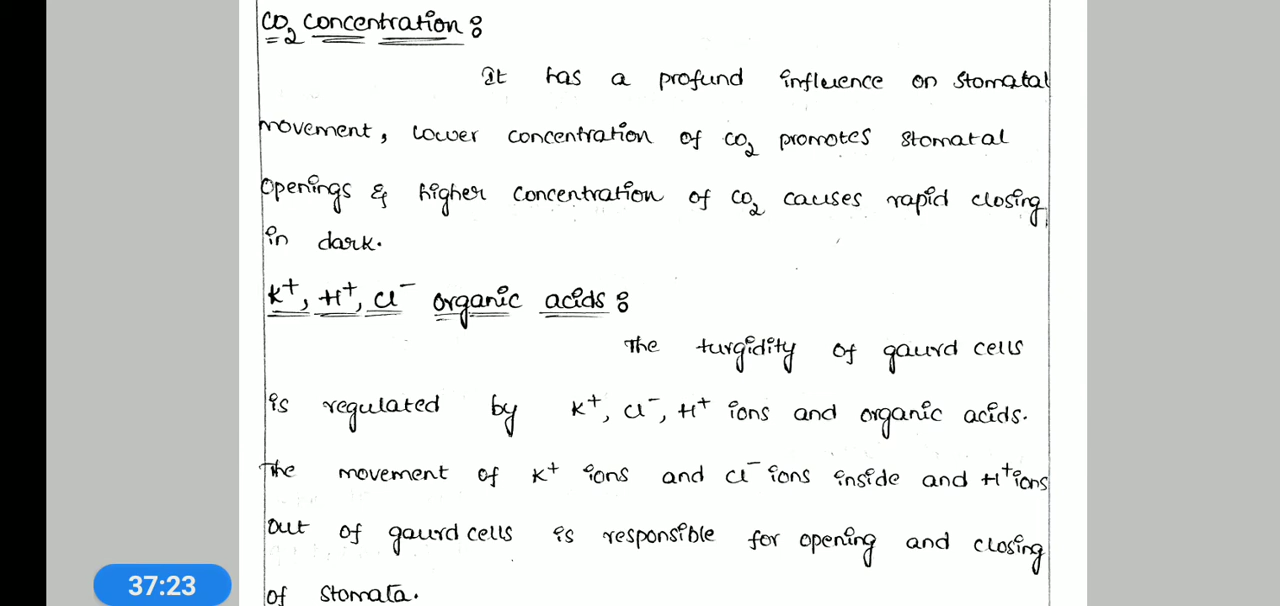 CO₂ Concentration :
It has a profund influence on Stomatal
movement, lower concentration of CO₂ promotes Stomatal
Openings & higher concentration of CO₂ causes rapid closing
in dark.
K⁺, H⁺, Cl⁻ organic acids :
The turgidity of gaurd cells
is regulated by K⁺, Cl⁻, H⁺ ions and organic acids.
The movement of K⁺ ions and Cl⁻ ions inside and H⁺ ions
out of gaurd cells is responsible for opening and closing
of Stomata.
37:23